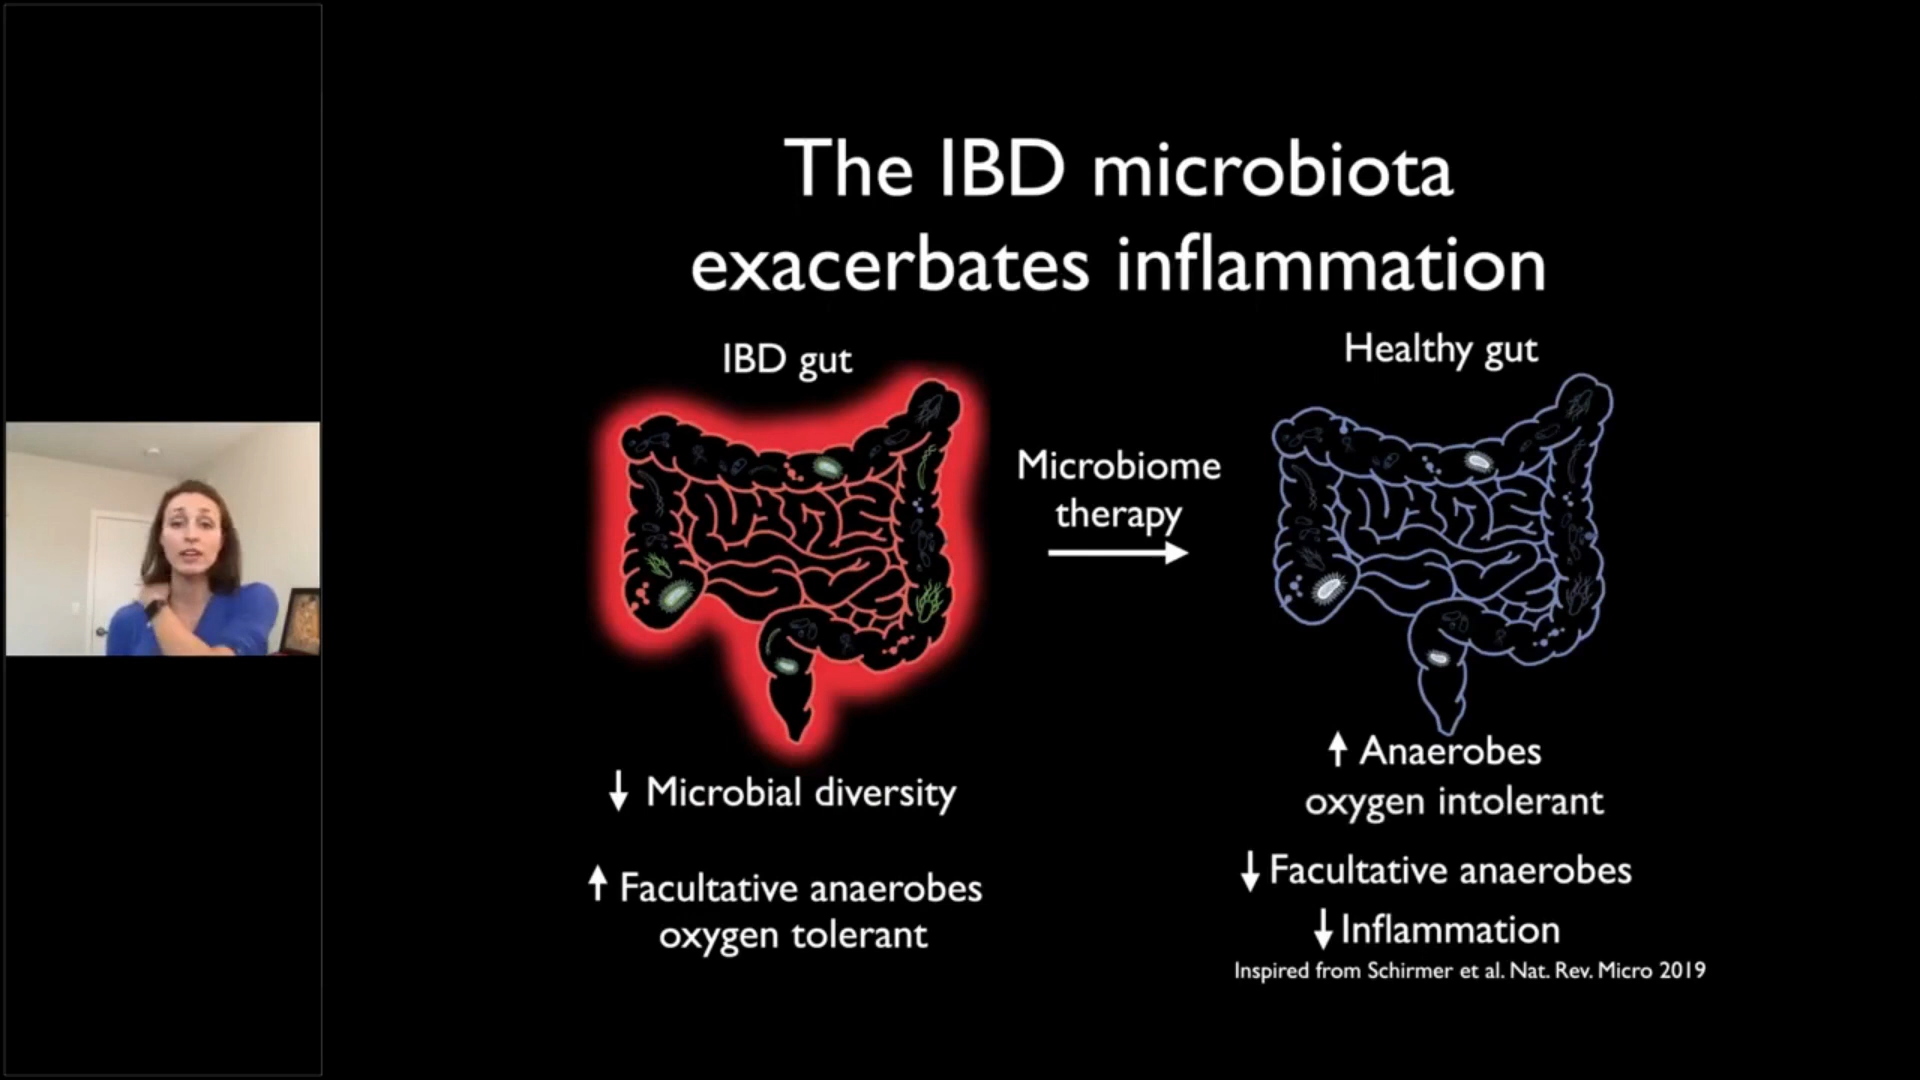 The IBD microbiota
exacerbates inflammation
IBD gut
Healthy gut
Microbiome
therapy
↓ Microbial diversity
↑ Facultative anaerobes
oxygen tolerant
↑ Anaerobes
oxygen intolerant
↓ Facultative anaerobes
↓ Inflammation
Inspired from Schirmer et al. Nat. Rev. Micro 2019